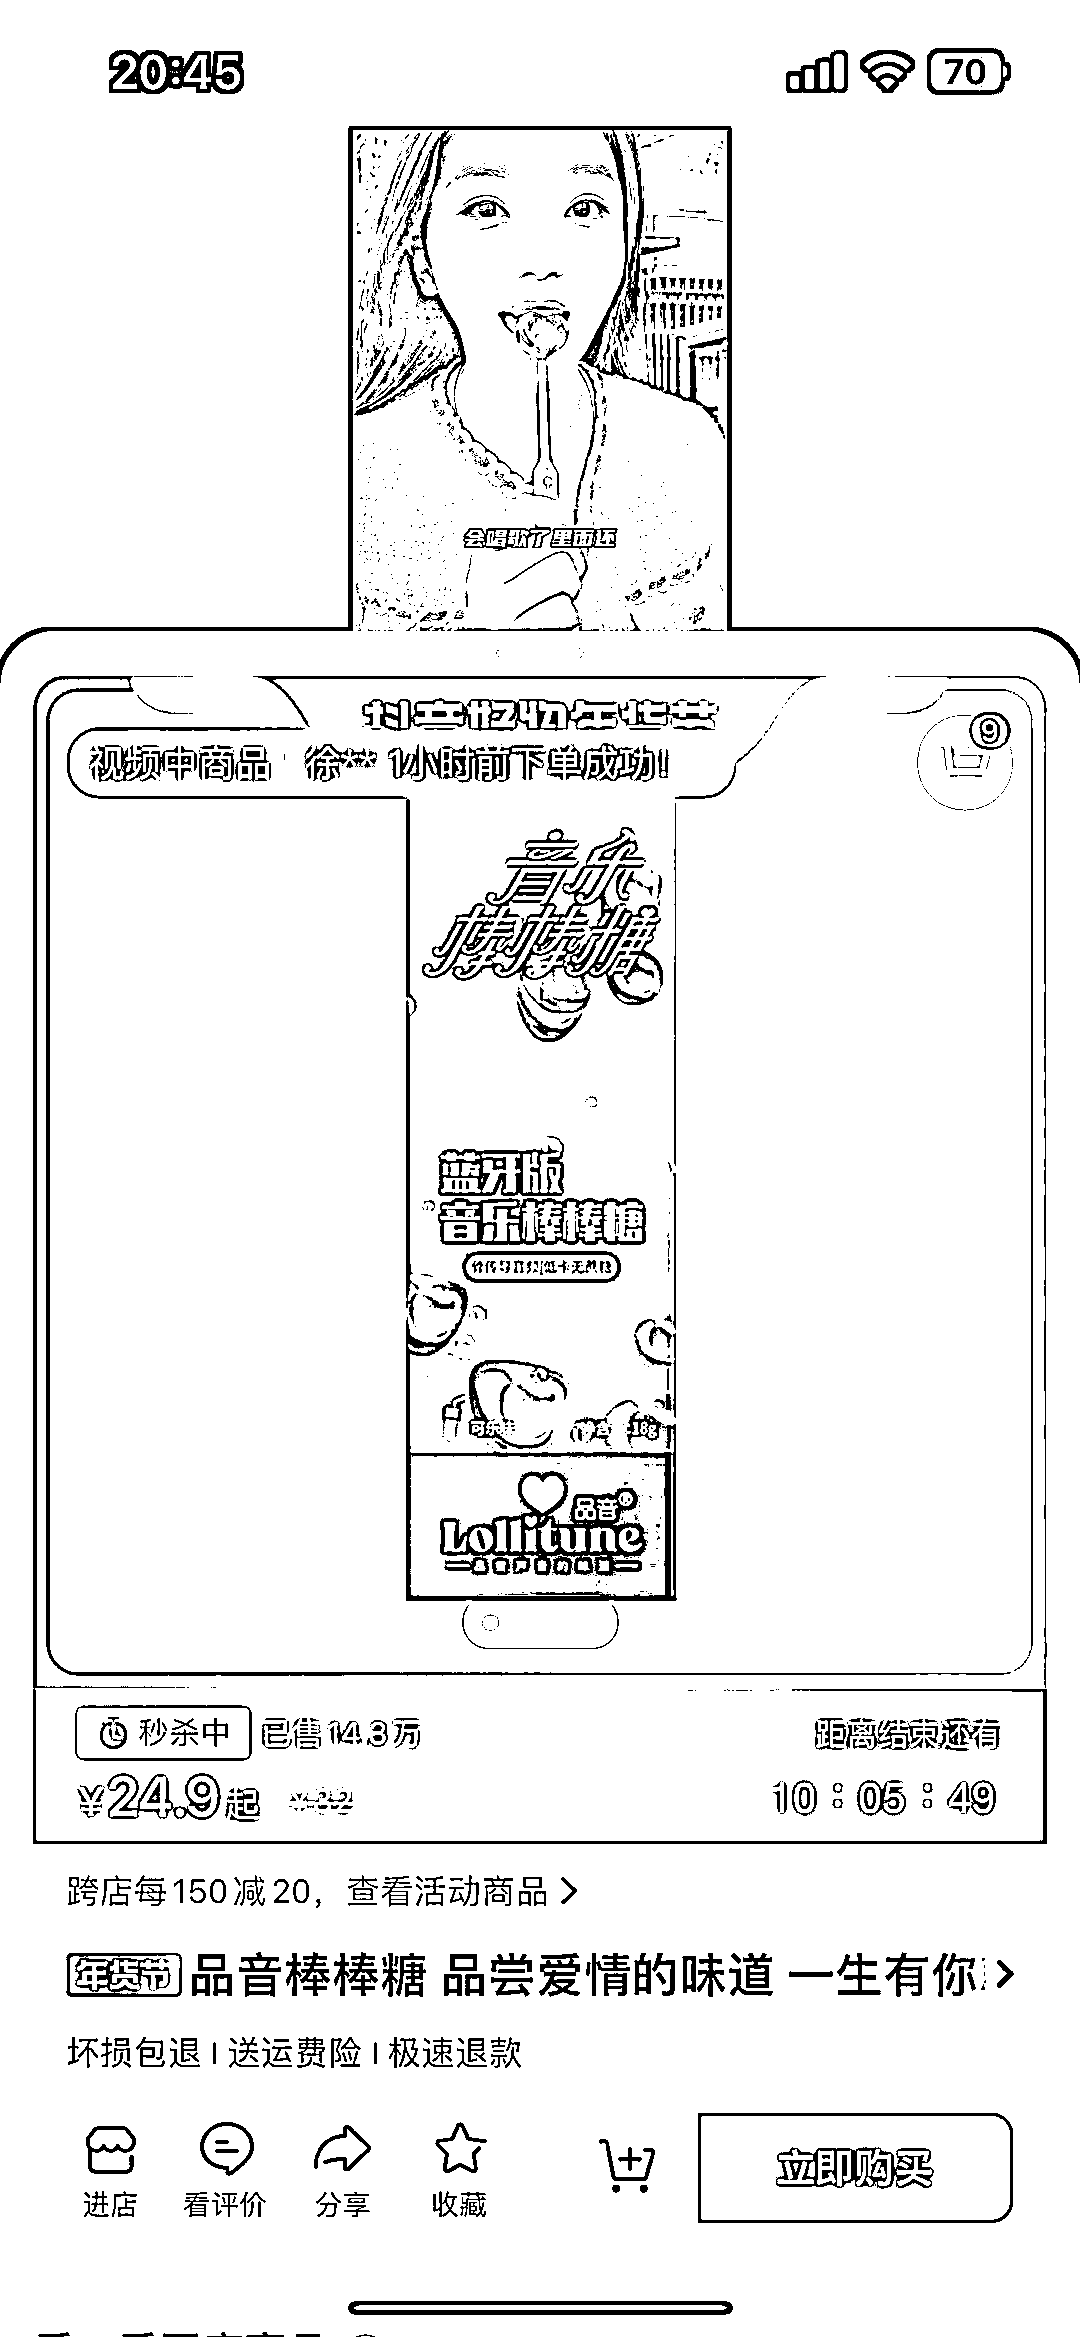 20:45
70
会唱歌了里面还
抖音好物年货节
视频中商品 徐** 1小时前下单成功!
9
音乐
棒棒糖
蓝牙版
音乐棒棒糖
品音
Lollitune
秒杀中 已售14.8万 距离结束还有
¥24.9起 10:05:49
跨店每150减20，查看活动商品 >
年货节 品音棒棒糖 品尝爱情的味道 一生有你 >
坏损包退 | 送运费险 | 极速退款
进店 看评价 分享 收藏 立即购买